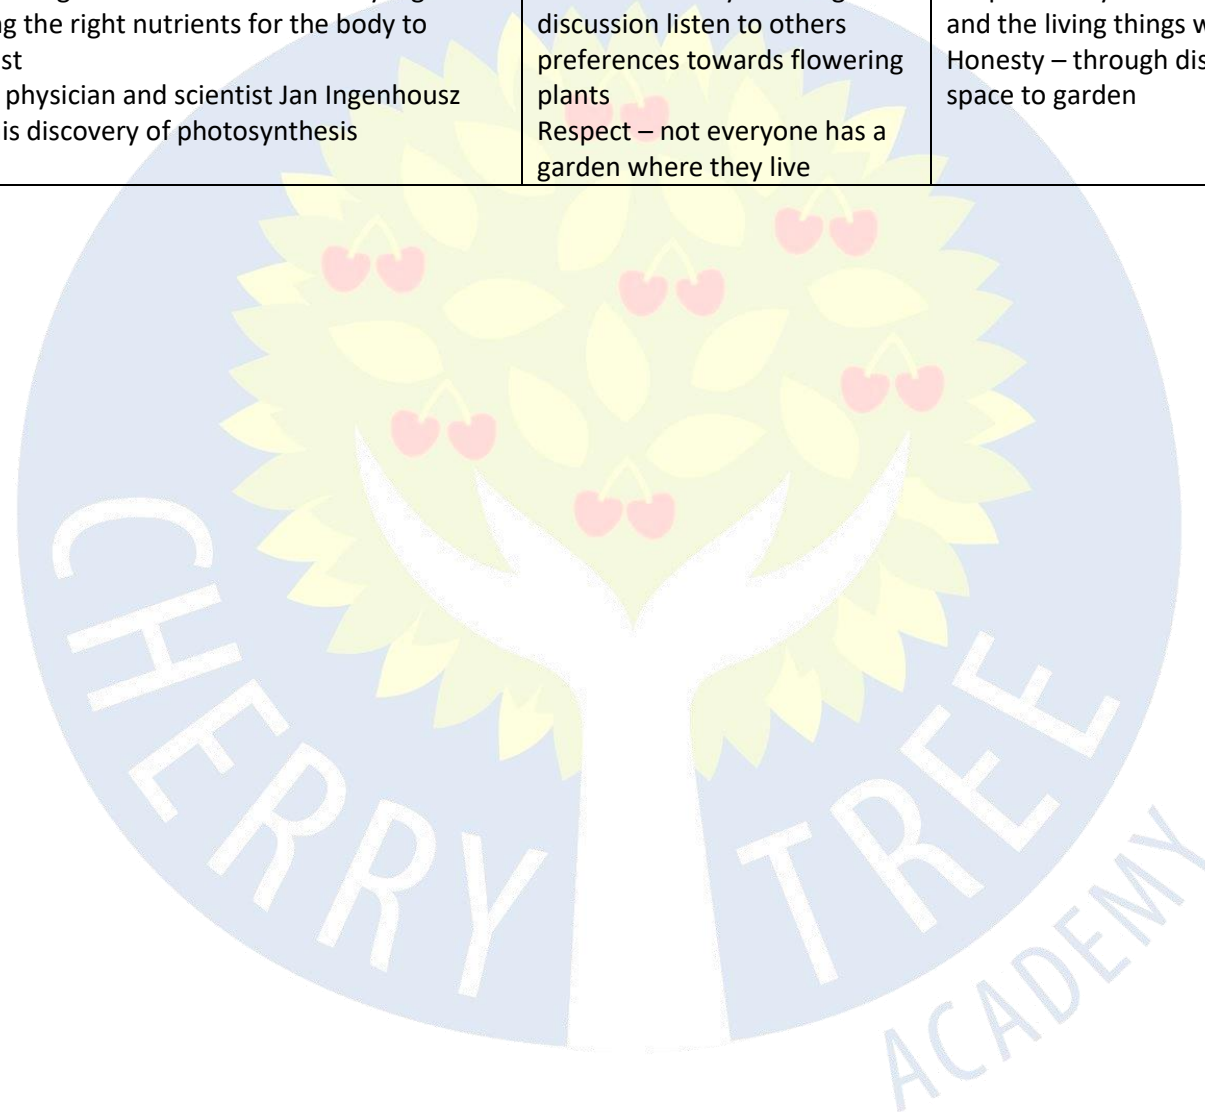 g the right nutrients for the body to
st
physician and scientist Jan Ingenhousz
is discovery of photosynthesis
discussion listen to others
preferences towards flowering
plants
Respect – not everyone has a
garden where they live
and the living things w
Honesty – through dis
space to garden
CHERRY TREE
ACADEMY